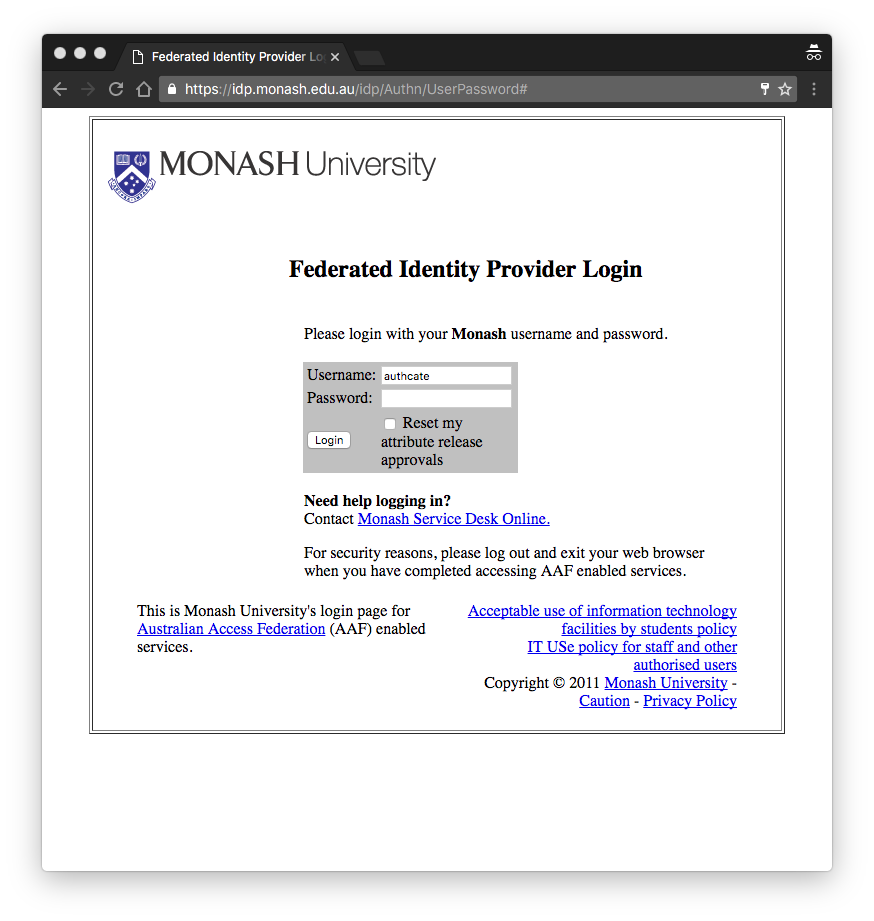 Federated Identity Provider Lo
https://idp.monash.edu.au/idp/Authn/UserPassword#
MONASH University
Federated Identity Provider Login
Please login with your Monash username and password.
Username: authcate
Password:
Reset my
attribute release
approvals
Login
Need help logging in?
Contact Monash Service Desk Online.
For security reasons, please log out and exit your web browser
when you have completed accessing AAF enabled services.
This is Monash University's login page for
Australian Access Federation (AAF) enabled
services.
Acceptable use of information technology
facilities by students policy
IT USe policy for staff and other
authorised users
Copyright © 2011 Monash University -
Caution - Privacy Policy